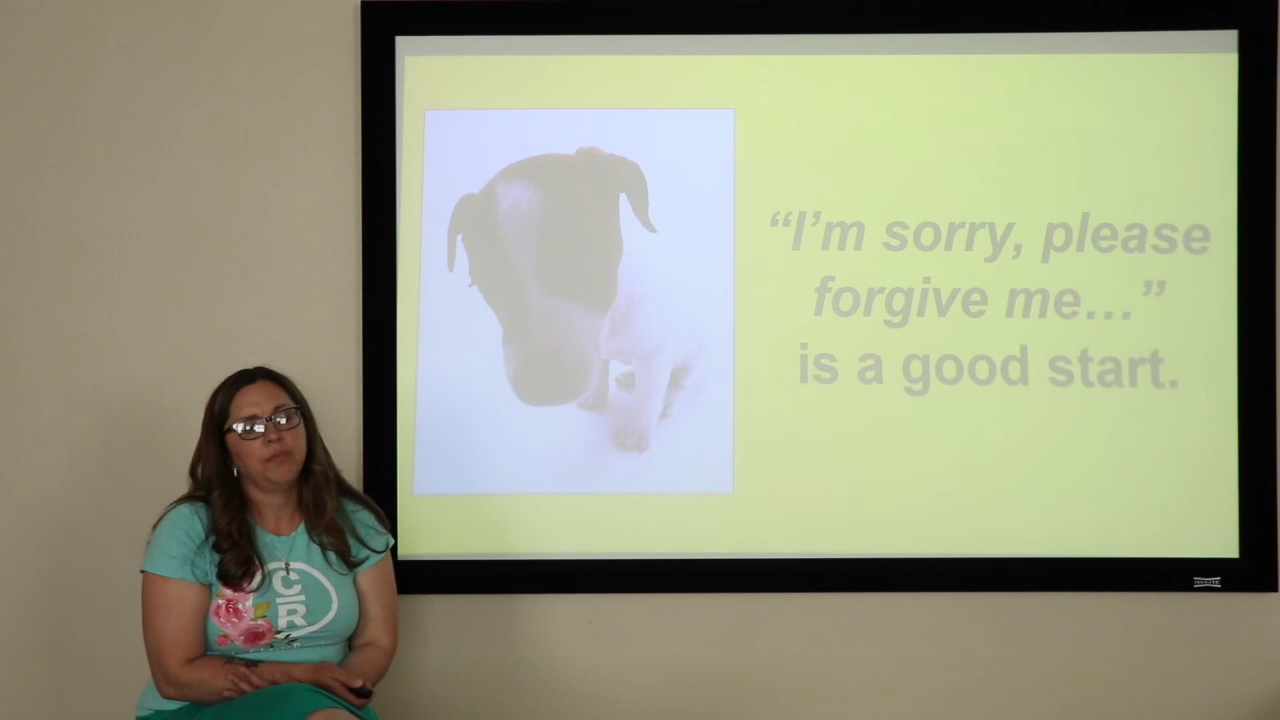 “I’m sorry, please
forgive me…”
is a good start.
C
R